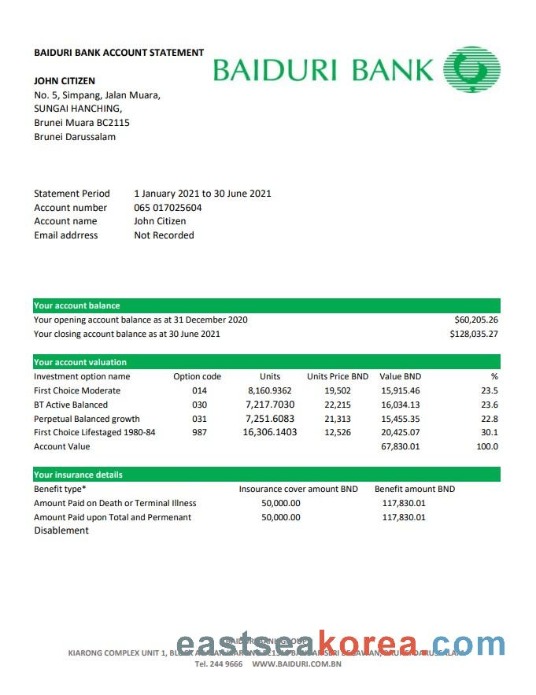 BAIDURI BANK ACCOUNT STATEMENT
BAIDURI BANK
JOHN CITIZEN
No. 5, Simpang, Jalan Muara,
SUNGAI HANCHING,
Brunei Muara BC2115
Brunei Darussalam
Statement Period 1 January 2021 to 30 June 2021
Account number 065 017025604
Account name John Citizen
Email addrress Not Recorded
Your account balance
Your opening account balance as at 31 December 2020 $60,205.26
Your closing account balance as at 30 June 2021 $128,035.27
Your account valuation
Investment option name Option code Units Units Price BND Value BND %
First Choice Moderate 014 8,160.9362 19,502 15,915.46 23.5
BT Active Balanced 030 7,217.7030 22,215 16,034.13 23.6
Perpetual Balanced growth 031 7,251.6083 21,313 15,455.35 22.8
First Choice Lifestaged 1980-84 987 16,306.1403 12,526 20,425.07 30.1
Account Value 67,830.01 100.0
Your insurance details
Benefit type* Insourance cover amount BND Benefit amount BND
Amount Paid on Death or Terminal Illness 50,000.00 117,830.01
Amount Paid upon Total and Permenant 50,000.00 117,830.01
Disablement
eastseakorea.com
KIARONG COMPLEX UNIT 1,
Tel. 244 9666 WWW.BAIDURI.COM.BN